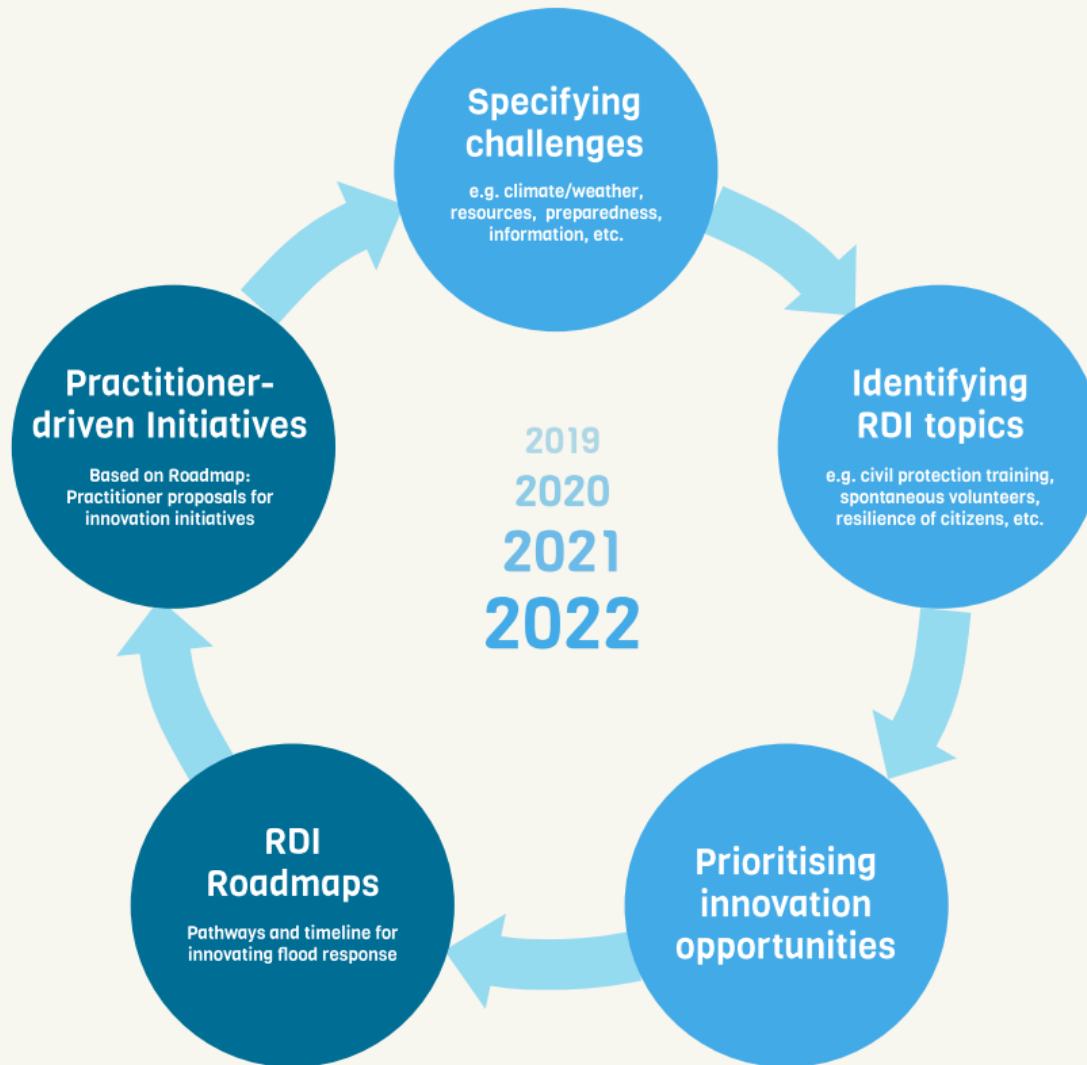 Specifying
challenges
e.g. climate/weather,
resources, preparedness,
information, etc.
Identifying
RDI topics
e.g. civil protection training,
spontaneous volunteers,
resilience of citizens, etc.
Prioritising
innovation
opportunities
RDI
Roadmaps
Pathways and timeline for
innovating flood response
Practitioner-
driven Initiatives
Based on Roadmap:
Practitioner proposals for
innovation initiatives
2019
2020
2021
2022